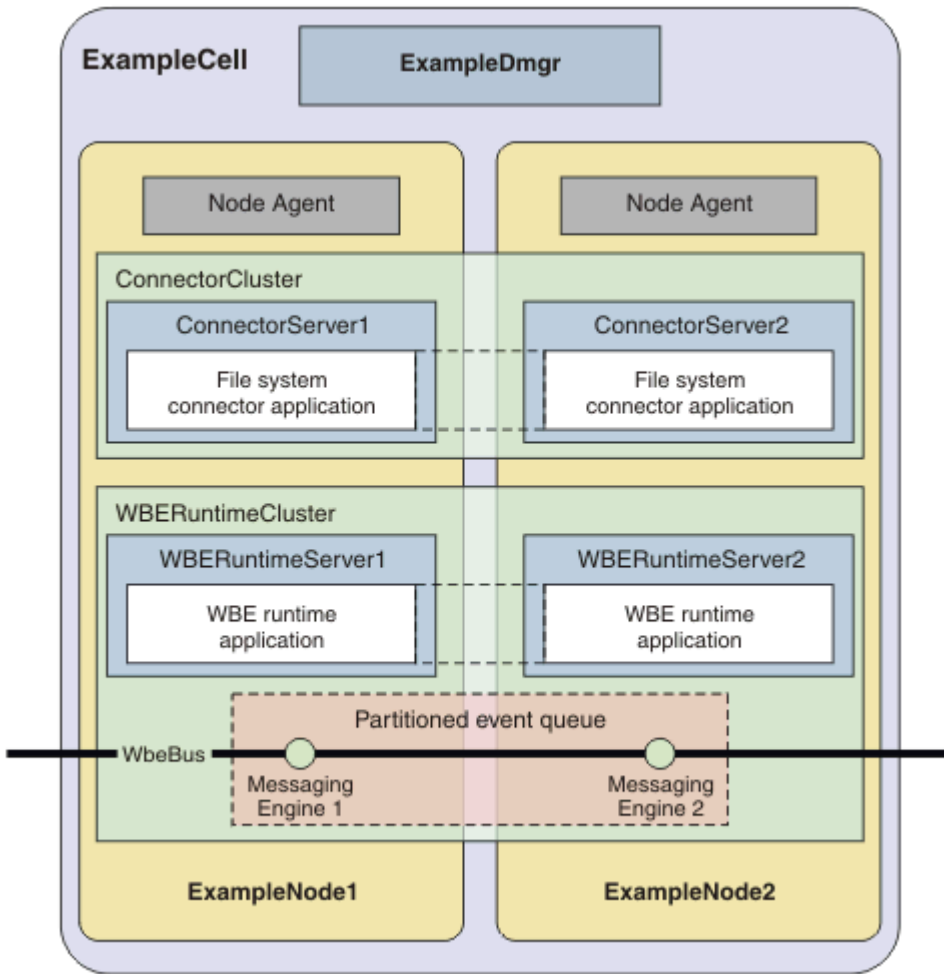 ExampleCell
ExampleDmgr
Node Agent
Node Agent
ConnectorCluster
ConnectorServer1
ConnectorServer2
File system
connector application
File system
connector application
WBERuntimeCluster
WBERuntimeServer1
WBERuntimeServer2
WBE runtime
application
WBE runtime
application
Partitioned event queue
WbeBus
Messaging
Engine 1
Messaging
Engine 2
ExampleNode1
ExampleNode2